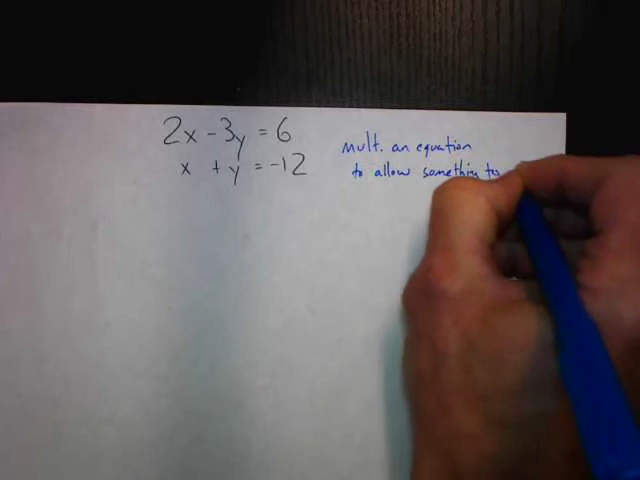 2x - 3y = 6
x + y = -12
mult. an equation
to allow something to